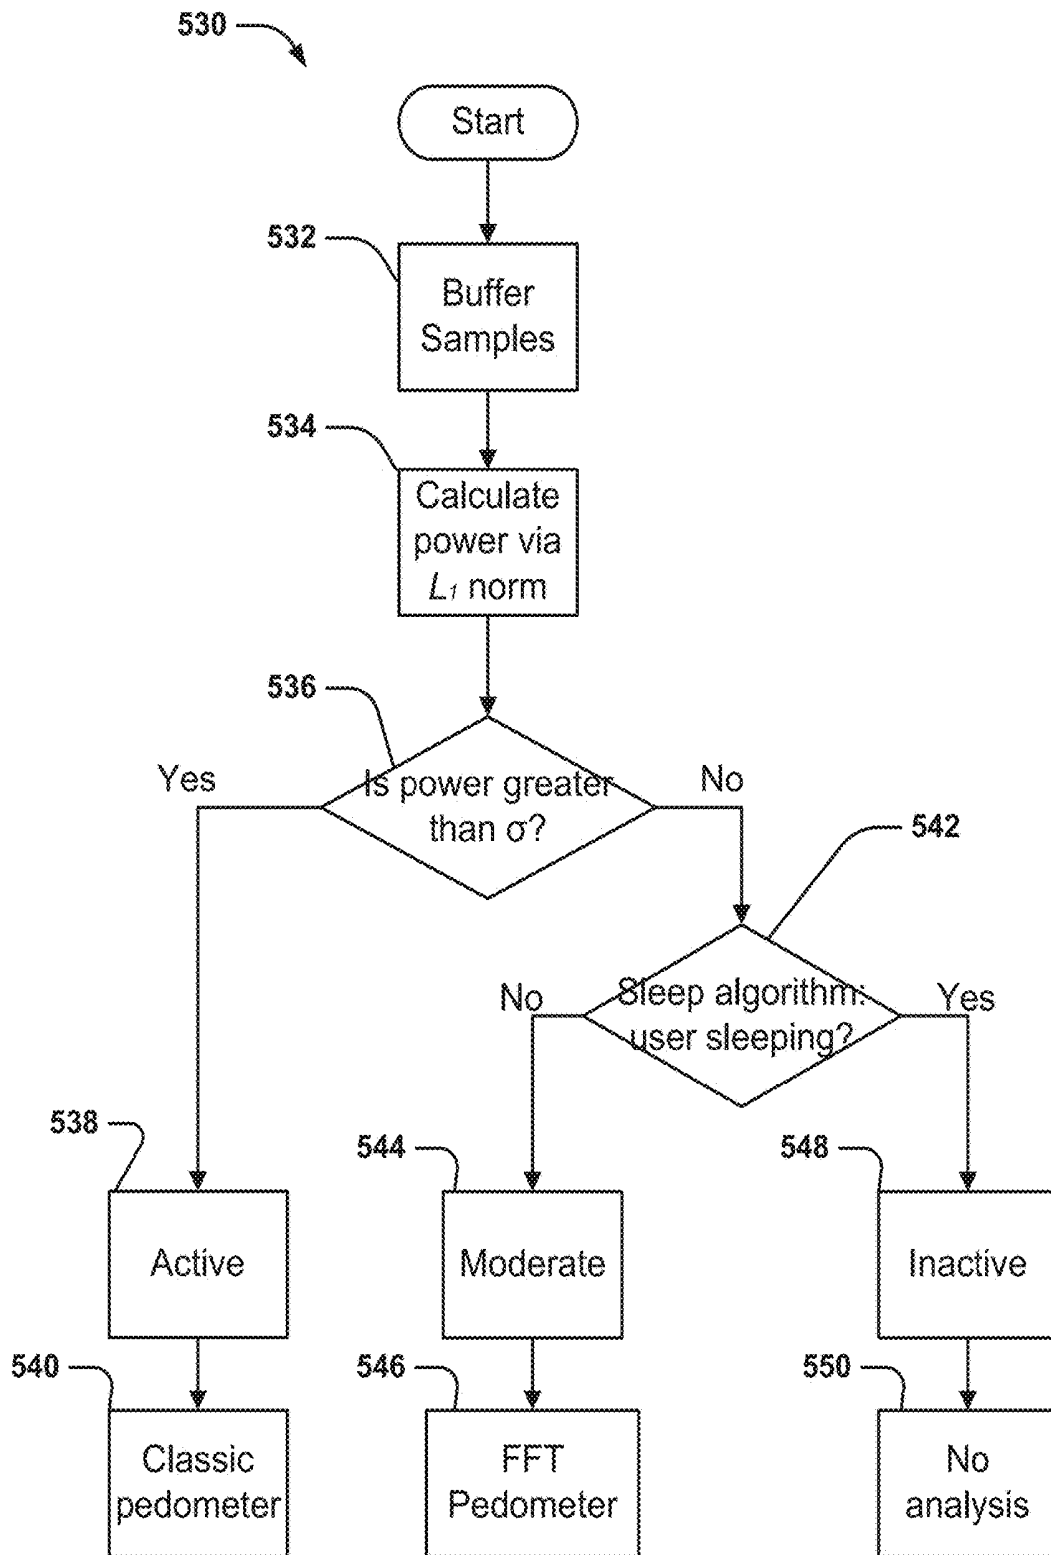 530
Start
532
Buffer
Samples
534
Calculate
power via
L1 norm
536
Yes
Is power greater
than σ?
No
542
No
Sleep algorithm:
user sleeping?
Yes
538
544
548
Active
Moderate
Inactive
540
546
550
Classic
pedometer
FFT
Pedometer
No
analysis